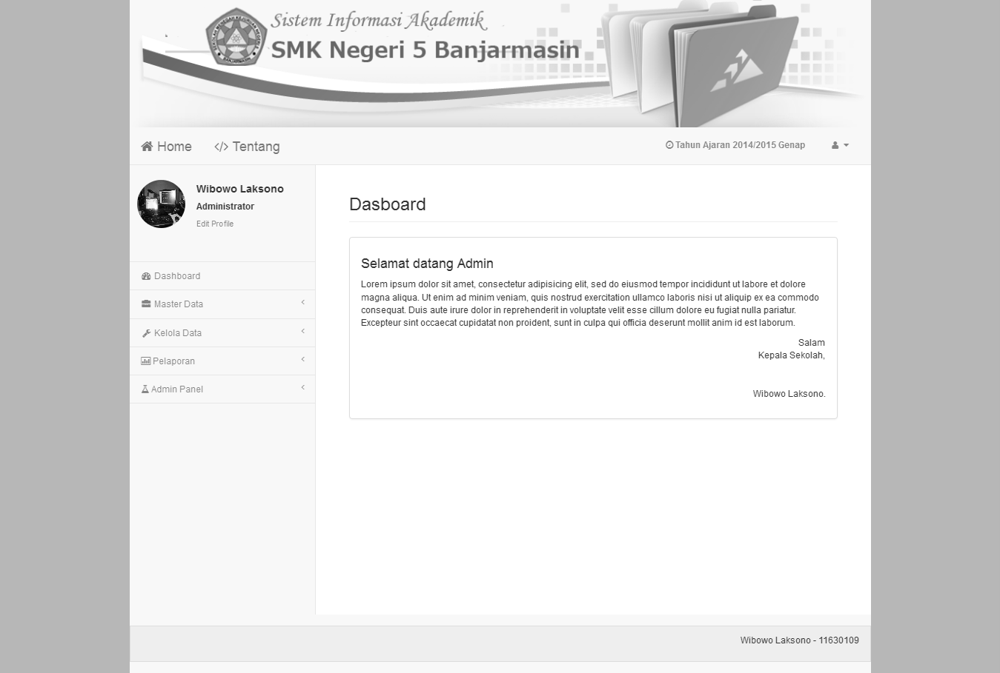 Sistem Informasi Akademik
SMK Negeri 5 Banjarmasin
BANJARMASIN
Home
Tentang
Tahun Ajaran 2014/2015 Genap
Wibowo Laksono
Administrator
Edit Profile
Dashboard
Master Data
Kelola Data
Pelaporan
Admin Panel
Dasboard
Selamat datang Admin
Lorem ipsum dolor sit amet, consectetur adipisicing elit, sed do eiusmod tempor incididunt ut labore et dolore
magna aliqua. Ut enim ad minim veniam, quis nostrud exercitation ullamco laboris nisi ut aliquip ex ea commodo
consequat. Duis aute irure dolor in reprehenderit in voluptate velit esse cillum dolore eu fugiat nulla pariatur.
Excepteur sint occaecat cupidatat non proident, sunt in culpa qui officia deserunt mollit anim id est laborum.
Salam
Kepala Sekolah,
Wibowo Laksono.
Wibowo Laksono - 11630109